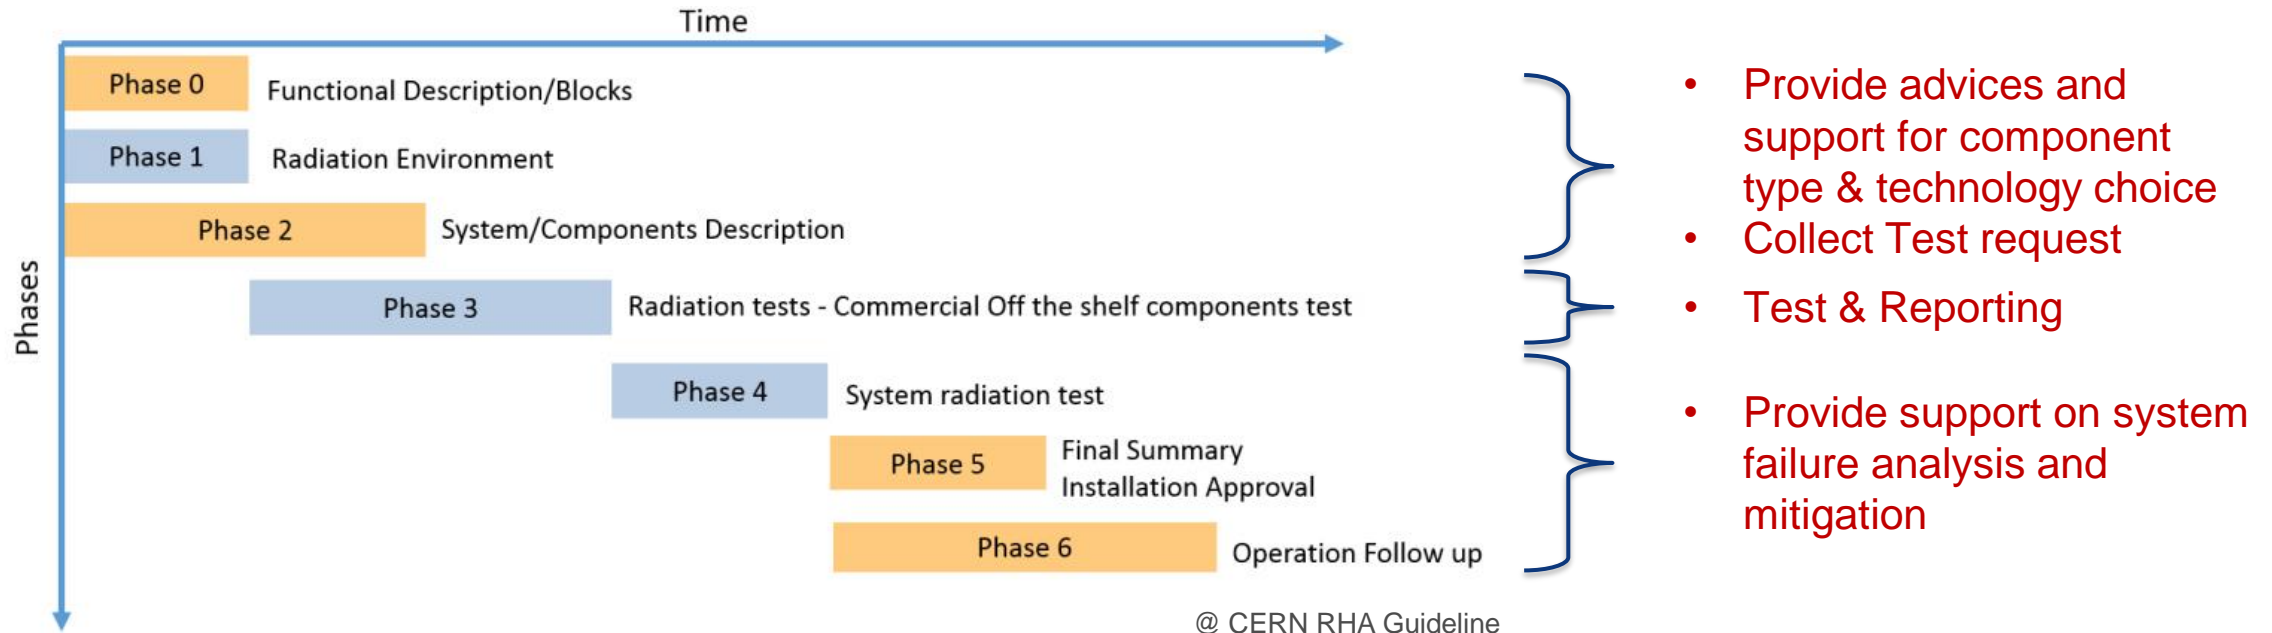 Time
Phases
Phase 0
Functional Description/Blocks
Phase 1
Radiation Environment
Phase 2
System/Components Description
Phase 3
Radiation tests - Commercial Off the shelf components test
Phase 4
System radiation test
Phase 5
Final Summary
Installation Approval
Phase 6
Operation Follow up
@ CERN RHA Guideline
• Provide advices and
support for component
type & technology choice
• Collect Test request
• Test & Reporting
• Provide support on system
failure analysis and
mitigation